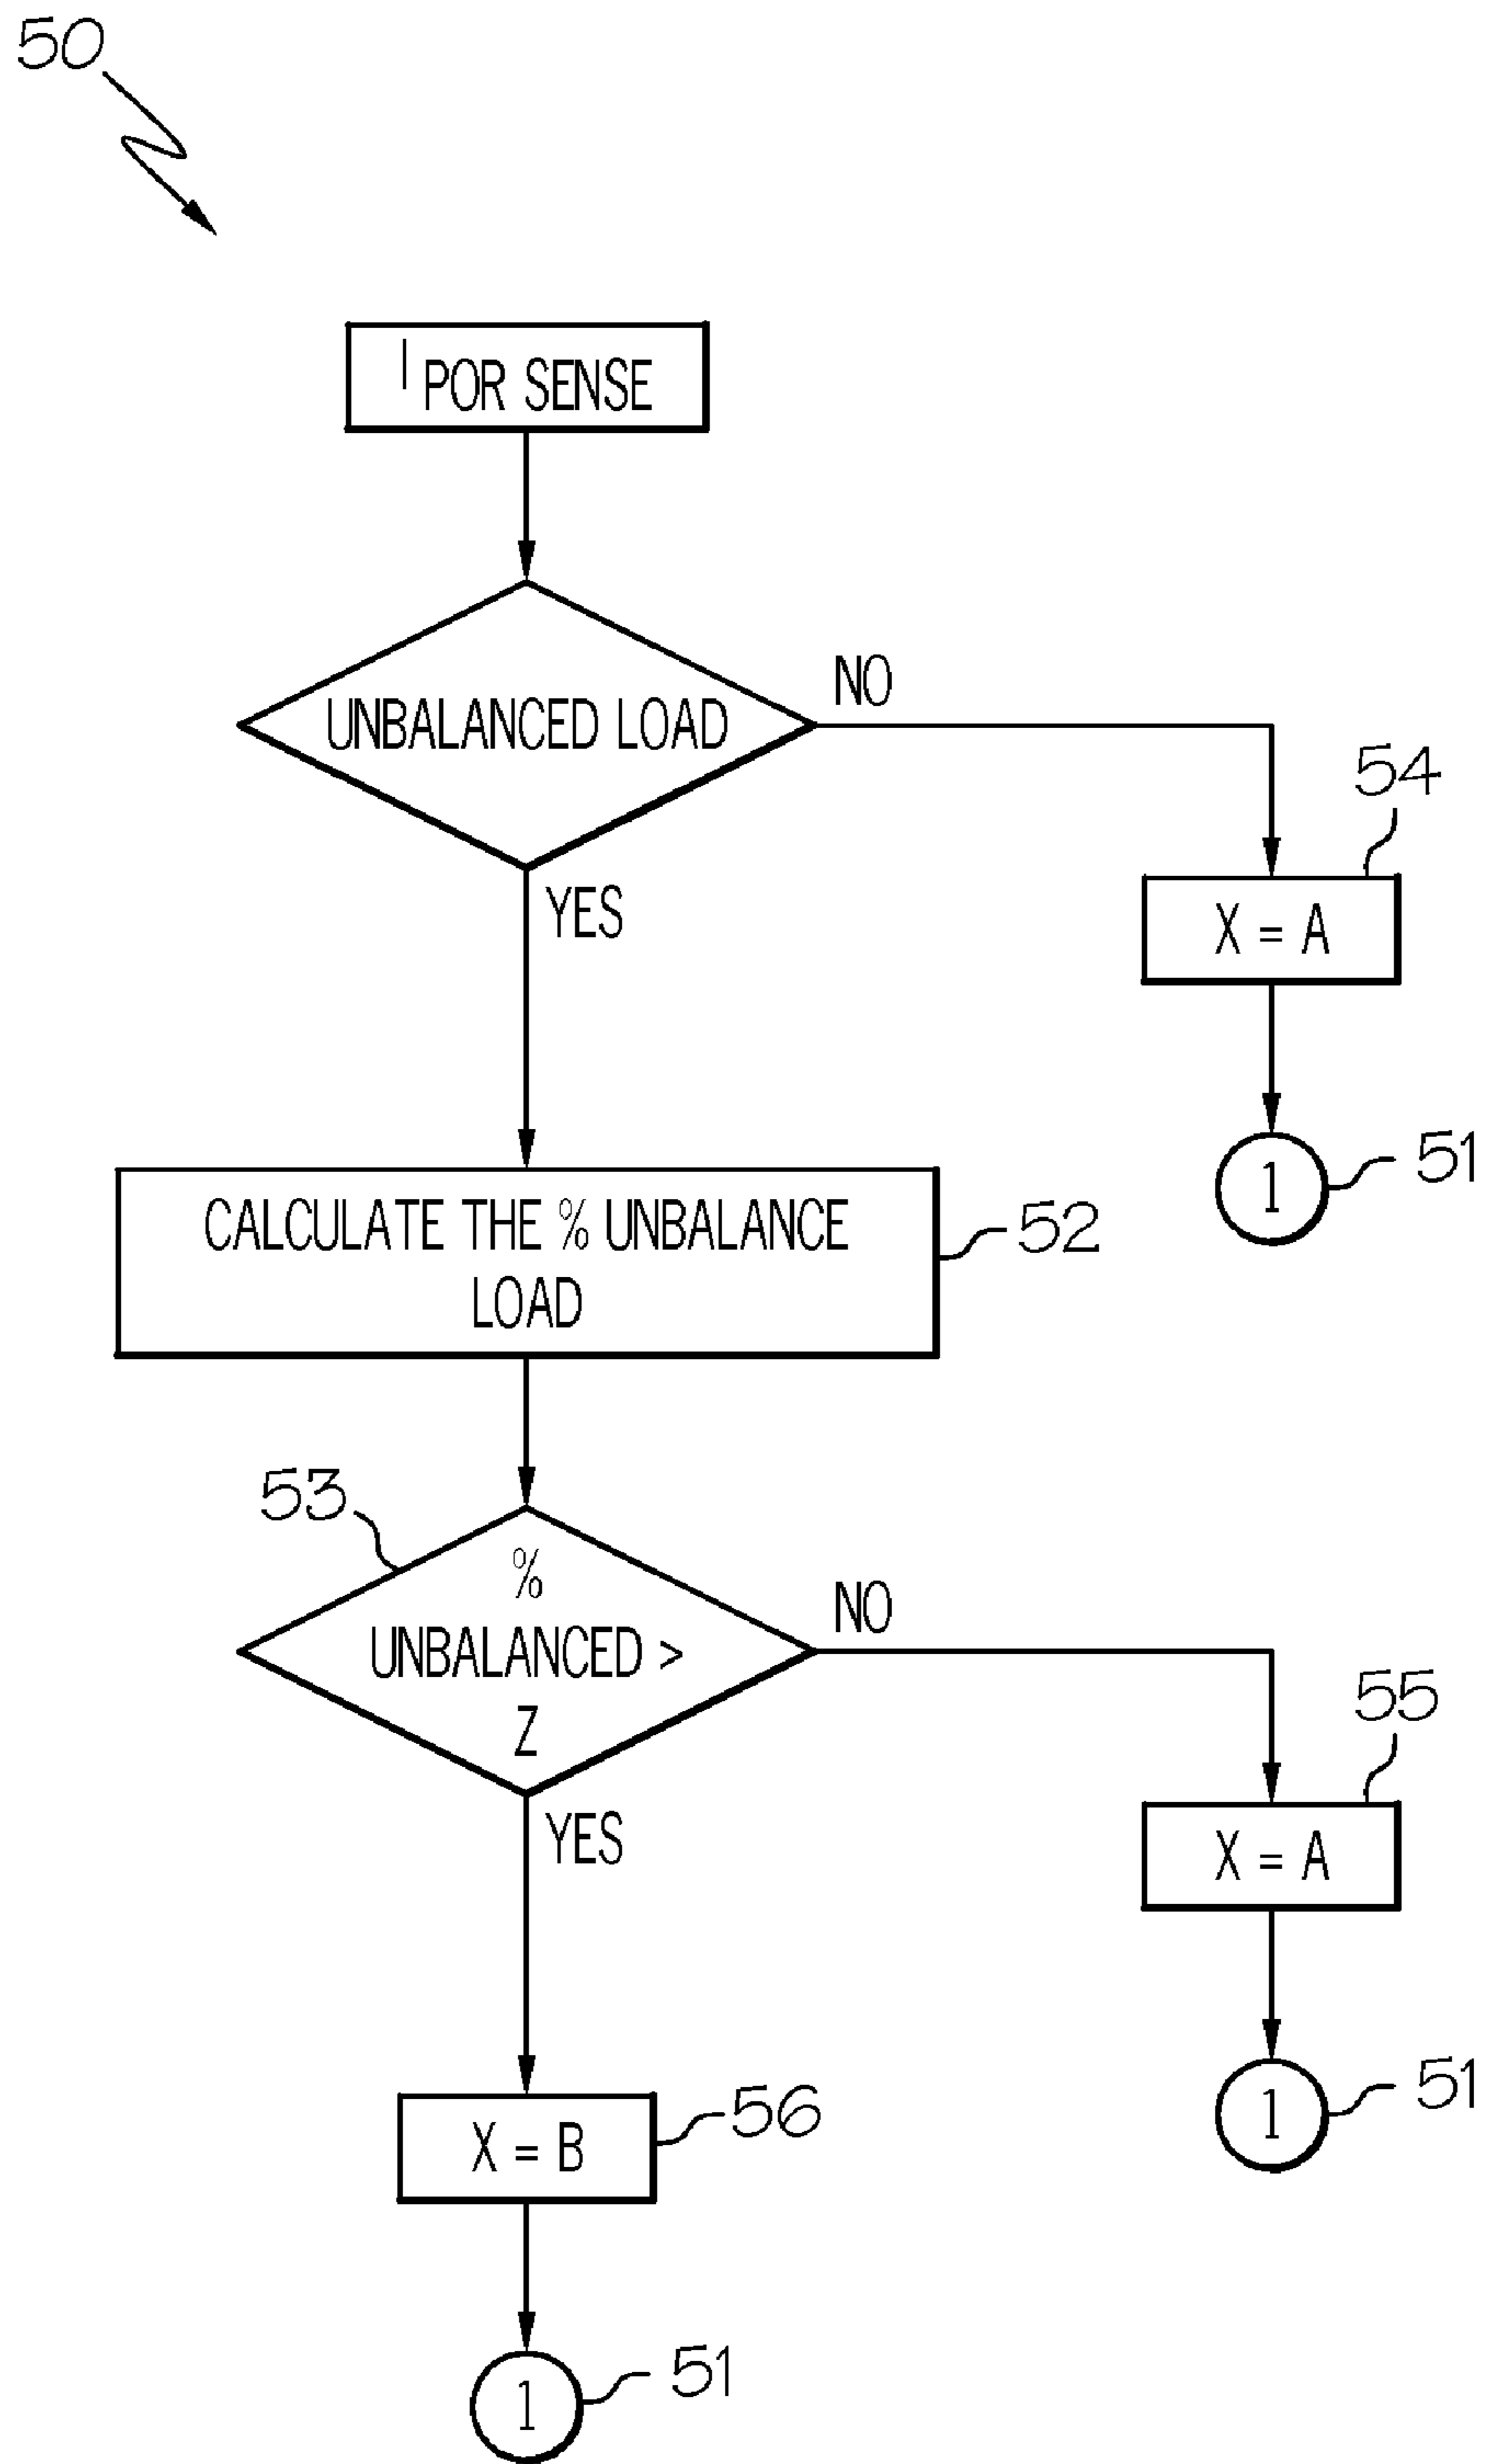 50
I POR SENSE
UNBALANCED LOAD
NO
54
YES
X = A
51
1
CALCULATE THE % UNBALANCE
LOAD
52
53
%
UNBALANCED >
Z
NO
55
YES
X = A
51
1
X = B
56
51
1